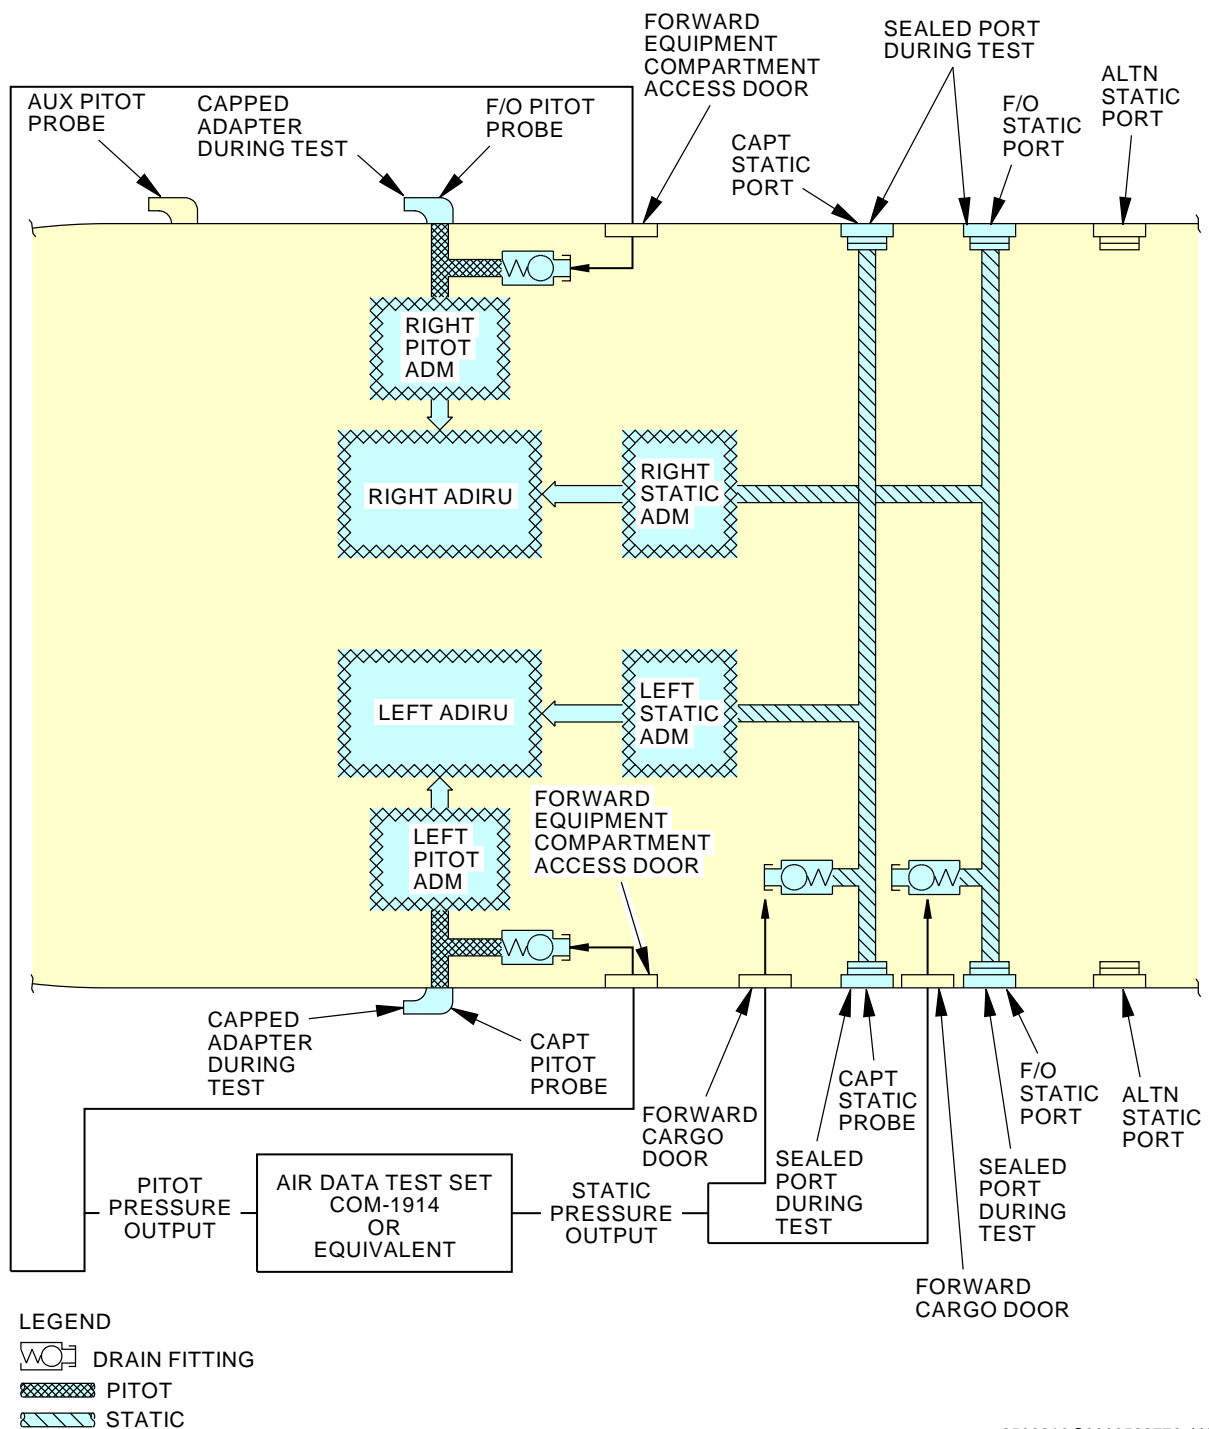 FORWARD
EQUIPMENT
COMPARTMENT
ACCESS DOOR
SEALED PORT
DURING TEST
AUX PITOT
PROBE
CAPPED
ADAPTER
DURING TEST
F/O PITOT
PROBE
CAPT
STATIC
PORT
F/O
STATIC
PORT
ALTN
STATIC
PORT
RIGHT
PITOT
ADM
RIGHT ADIRU
RIGHT
STATIC
ADM
LEFT ADIRU
LEFT
STATIC
ADM
LEFT
PITOT
ADM
FORWARD
EQUIPMENT
COMPARTMENT
ACCESS DOOR
CAPPED
ADAPTER
DURING
TEST
CAPT
PITOT
PROBE
FORWARD
CARGO
DOOR
CAPT
STATIC
PROBE
F/O
STATIC
PORT
ALTN
STATIC
PORT
SEALED
PORT
DURING
TEST
SEALED
PORT
DURING
TEST
PITOT
PRESSURE
OUTPUT
AIR DATA TEST SET
COM-1914
OR
EQUIVALENT
STATIC
PRESSURE
OUTPUT
FORWARD
CARGO DOOR
LEGEND
DRAIN FITTING
PITOT
STATIC